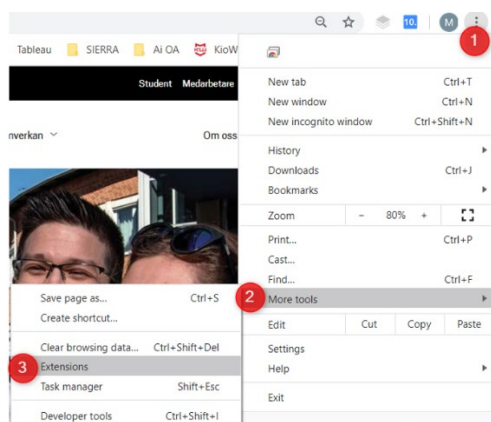 10.
M
1
Tableau SIERRA Ai OA KioW
Student Medarbetare
nverkan Om oss
New tab Ctrl+T
New window Ctrl+N
New incognito window Ctrl+Shift+N
History
Downloads Ctrl+J
Bookmarks
Zoom - 80% +
Print... Ctrl+P
Cast...
Find... Ctrl+F
2 More tools
Edit Cut Copy Paste
Settings
Help
Exit
Save page as... Ctrl+S
Create shortcut...
Clear browsing data... Ctrl+Shift+Del
3 Extensions
Task manager Shift+Esc
Developer tools Ctrl+Shift+I